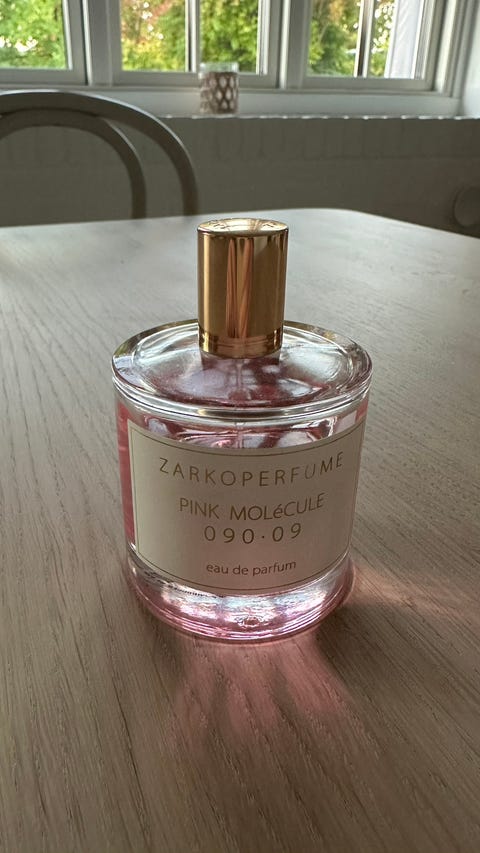 ZARKOPERFUME
PINK MOLéCULE
090·09
eau de parfum